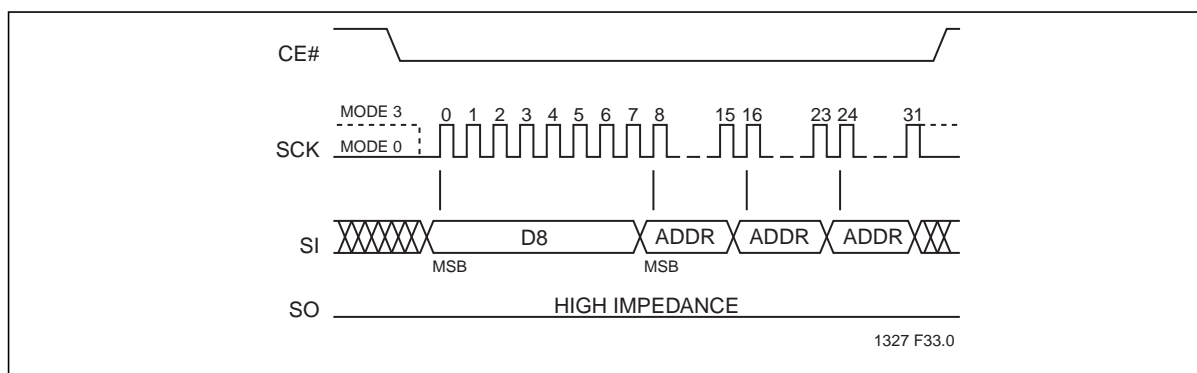 CE#
MODE 3
0 1 2 3 4 5 6 7 8 15 16 23 24 31
SCK
MODE 0
SI
D8
ADDR
ADDR
ADDR
MSB
MSB
SO
HIGH IMPEDANCE
1327 F33.0